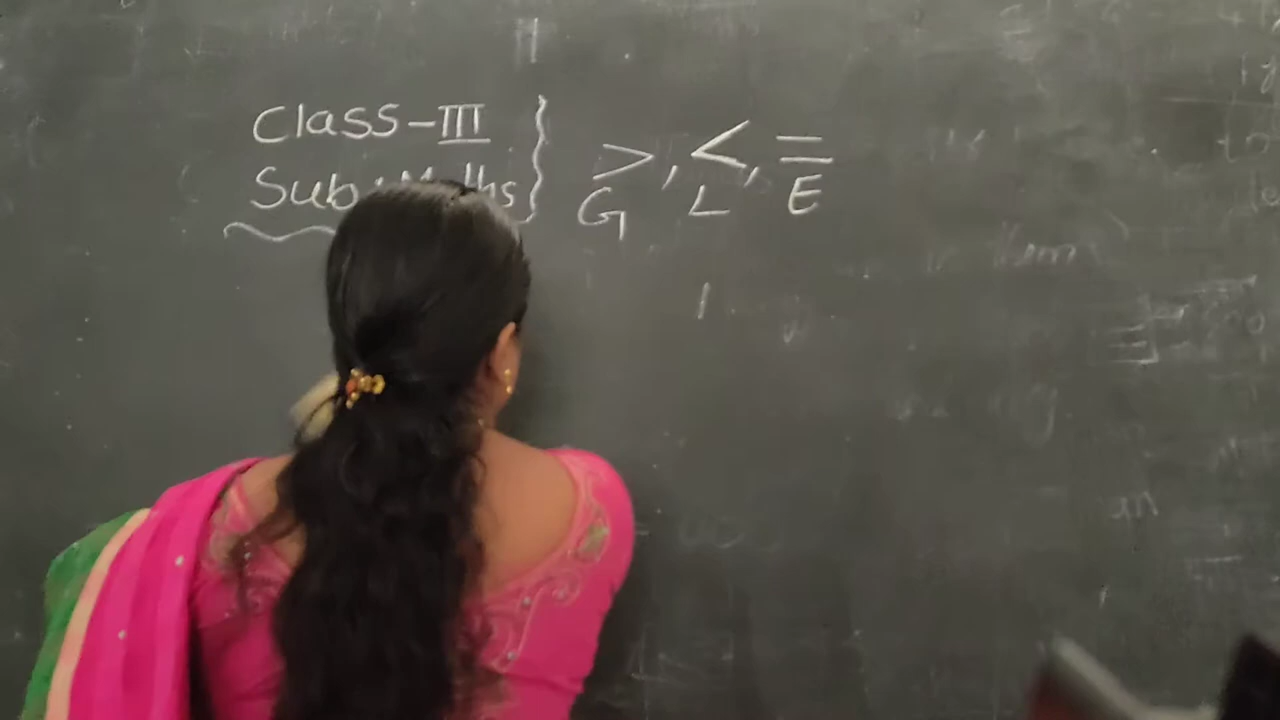 Class-III
Sub: Maths
>, <, =
G L E